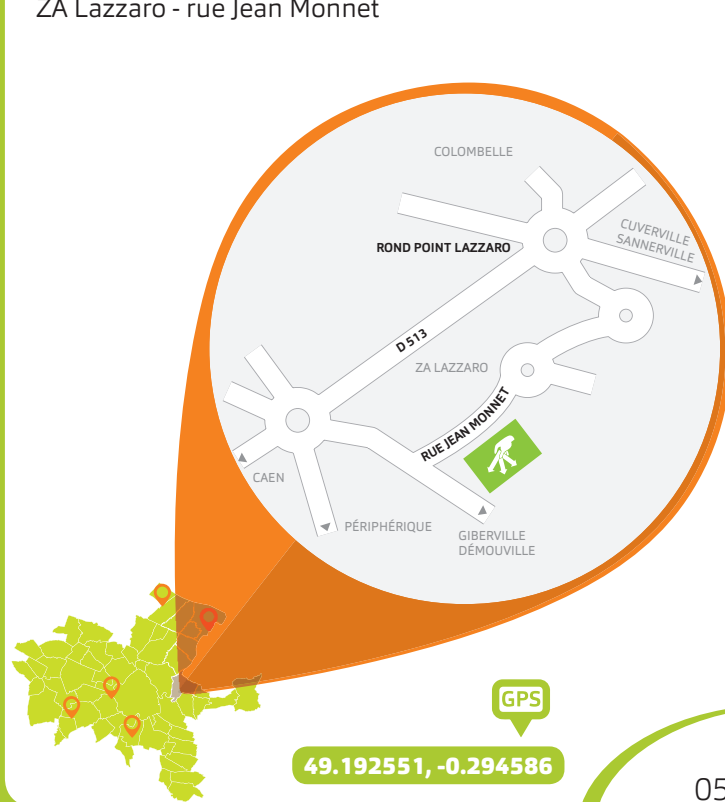 ZA Lazzaro - rue Jean Monnet
COLOMBELLE
CUVERVILLE
SANNERVILLE
ROND POINT LAZZARO
D 513
ZA LAZZARO
RUE JEAN MONNET
CAEN
PÉRIPHÉRIQUE
GIBERVILLE
DÉMOUVILLE
GPS
49.192551, -0.294586
05